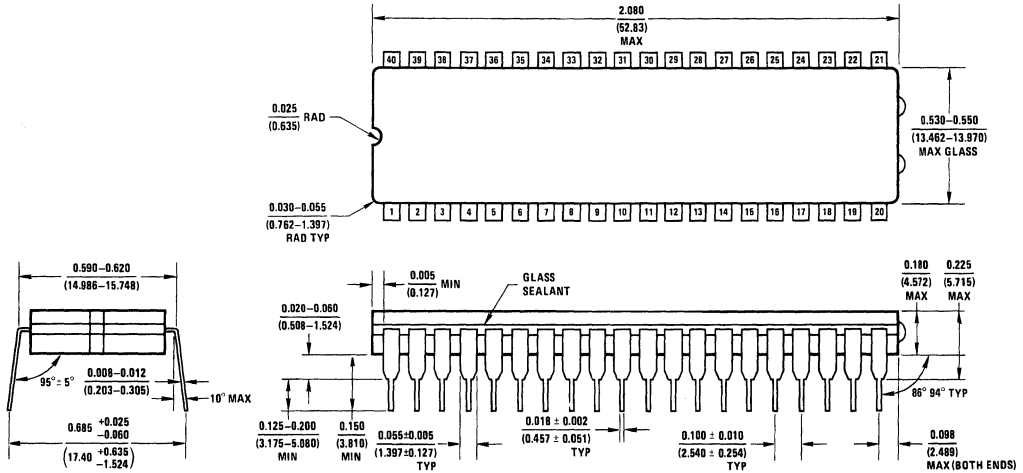 2.080
(52.83)
MAX
40 39 38 37 36 35 34 33 32 31 30 29 28 27 26 25 24 23 22 21
0.025
(0.635) RAD
0.530–0.550
(13.462–13.970)
MAX GLASS
0.030–0.055
(0.762–1.397)
RAD TYP
1 2 3 4 5 6 7 8 9 10 11 12 13 14 15 16 17 18 19 20
0.590–0.620
(14.986–15.748)
0.005
(0.127) MIN
GLASS
SEALANT
0.180
(4.572)
MAX
0.225
(5.715)
MAX
0.020–0.060
(0.508–1.524)
95° ± 5°
0.008–0.012
(0.203–0.305)
10° MAX
86° 94° TYP
0.685 +0.025
−0.060
(17.40 +0.635
−1.524)
0.125–0.200
(3.175–5.080)
MIN
0.150
(3.810)
MIN
0.055±0.005
(1.397±0.127)
TYP
0.018 ± 0.002
(0.457 ± 0.051)
TYP
0.100 ± 0.010
(2.540 ± 0.254)
TYP
0.098
(2.489)
MAX(BOTH ENDS)